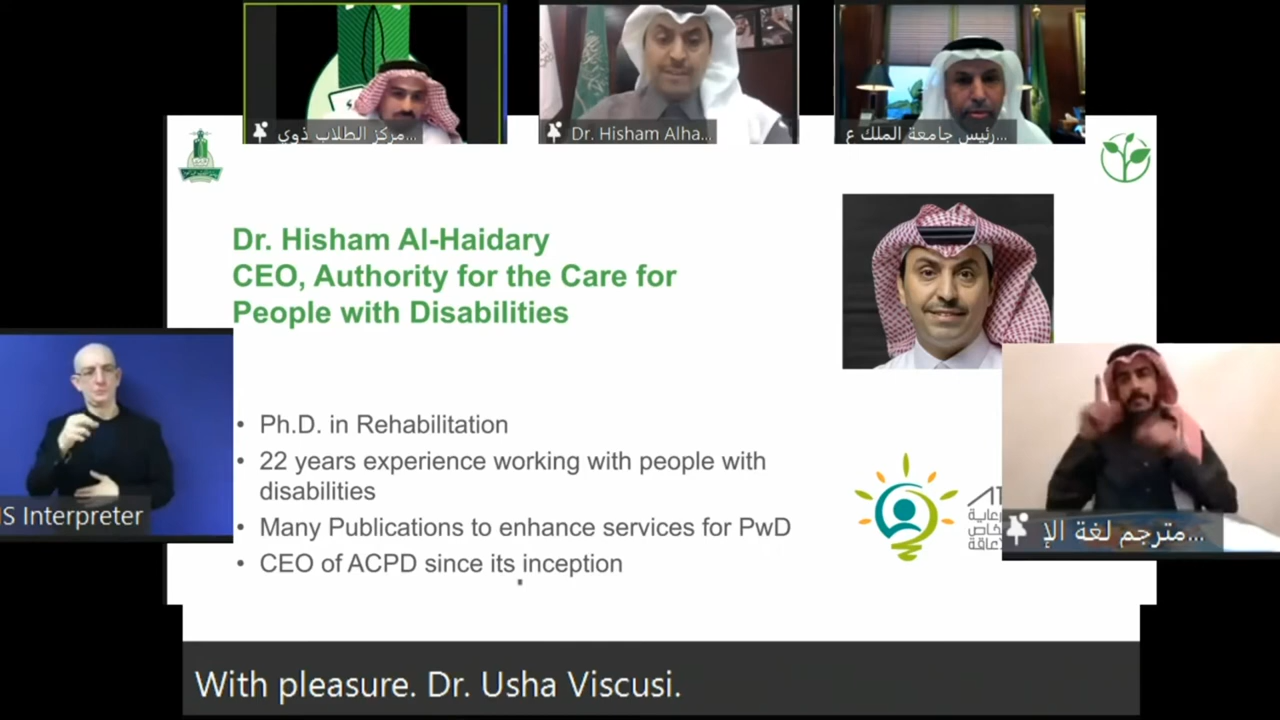 مركز الطلاب ذوي...
Dr. Hisham Alha...
رئيس جامعة الملك ع...
Dr. Hisham Al-Haidary
CEO, Authority for the Care for
People with Disabilities
• Ph.D. in Rehabilitation
• 22 years experience working with people with
disabilities
• Many Publications to enhance services for PwD
• CEO of ACPD since its inception
IS Interpreter
مترجم لغة الإ...
With pleasure. Dr. Usha Viscusi.